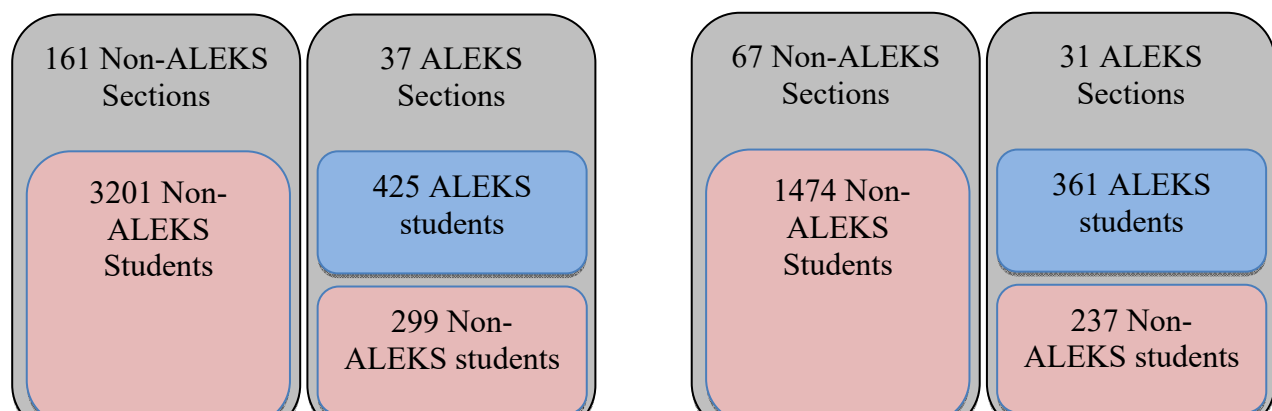 161 Non-ALEKS
Sections
3201 Non-
ALEKS
Students
37 ALEKS
Sections
425 ALEKS
students
299 Non-
ALEKS students
67 Non-ALEKS
Sections
1474 Non-
ALEKS
Students
31 ALEKS
Sections
361 ALEKS
students
237 Non-
ALEKS students